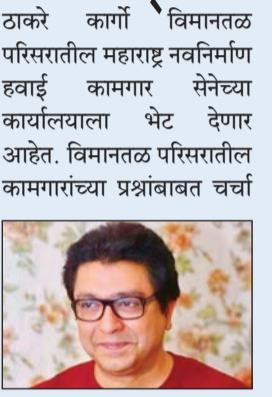 ठाकरे कार्गो विमानतळ
परिसरातील महाराष्ट्र नवनिर्माण
हवाई कामगार सेनेच्या
कार्यालयाला भेट देणार
आहेत. विमानतळ परिसरातील
कामगारांच्या प्रश्नांबाबत चर्चा